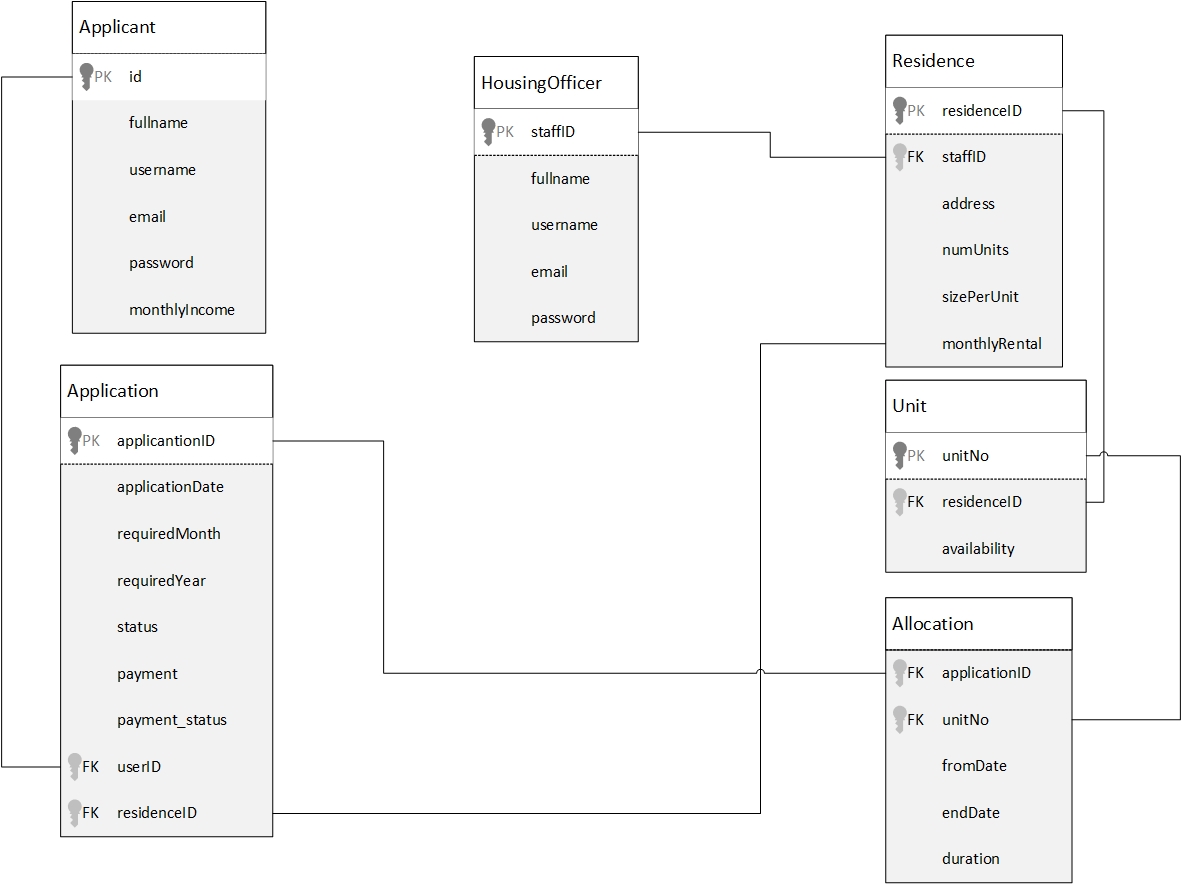 Applicant
PK id
fullname
username
email
password
monthlyIncome
HousingOfficer
PK staffID
fullname
username
email
password
Residence
PK residenceID
FK staffID
address
numUnits
sizePerUnit
monthlyRental
Application
PK applicantionID
applicationDate
requiredMonth
requiredYear
status
payment
payment_status
FK userID
FK residenceID
Unit
PK unitNo
FK residenceID
availability
Allocation
FK applicationID
FK unitNo
fromDate
endDate
duration